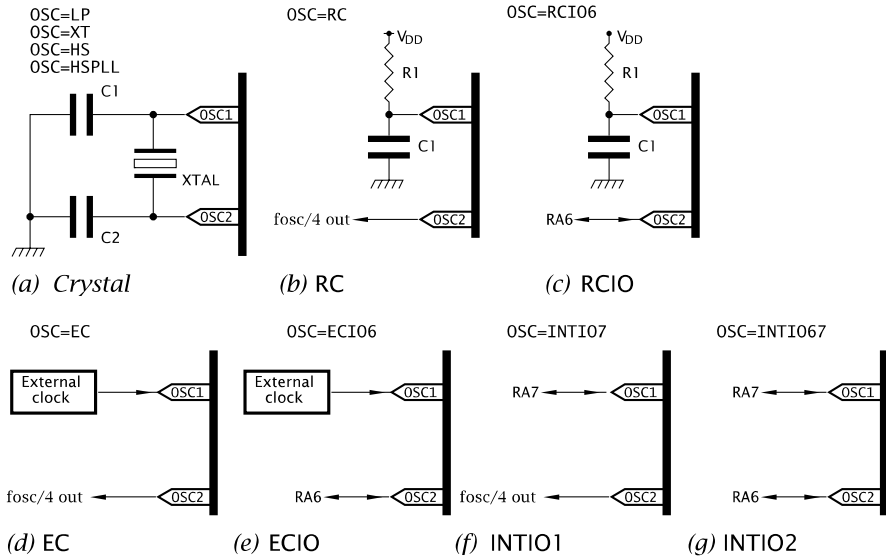 OSC=LP
OSC=XT
OSC=HS
OSC=HSPLL
C1
OSC1
XTAL
OSC2
C2
(a) Crystal
OSC=RC
VDD
R1
OSC1
C1
fosc/4 out
OSC2
(b) RC
OSC=RCIO6
VDD
R1
OSC1
C1
RA6
OSC2
(c) RCIO
OSC=EC
External
clock
OSC1
fosc/4 out
OSC2
(d) EC
OSC=ECIO6
External
clock
OSC1
RA6
OSC2
(e) ECIO
OSC=INTIO7
RA7
OSC1
fosc/4 out
OSC2
(f) INTIO1
OSC=INTIO67
RA7
OSC1
RA6
OSC2
(g) INTIO2